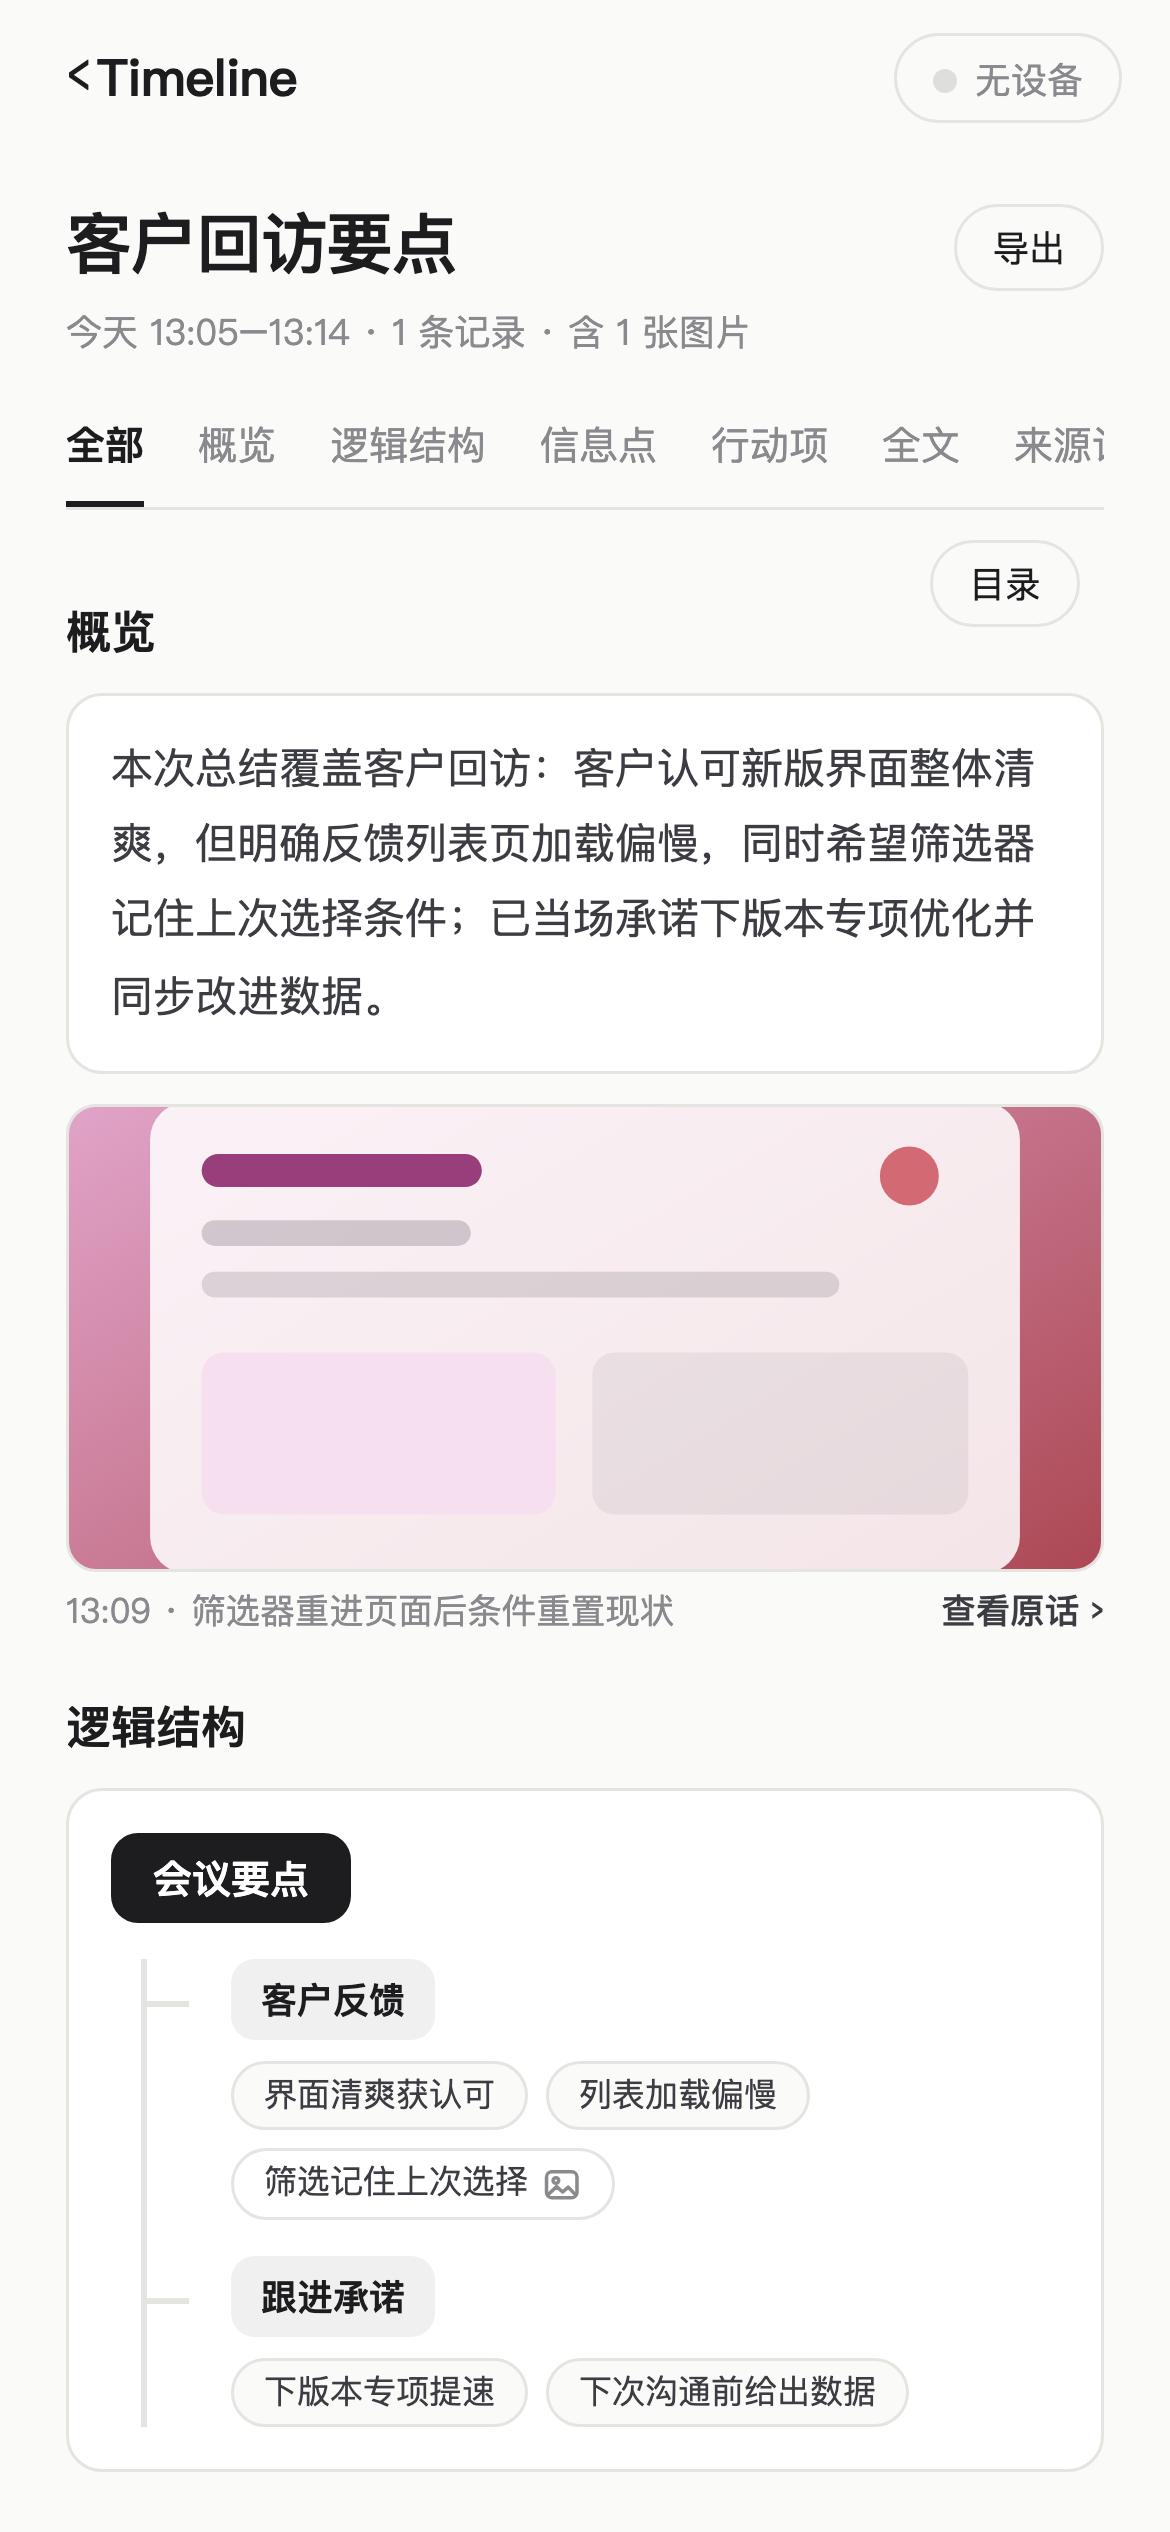 Timeline
无设备
客户回访要点
导出
今天 13:05–13:14 · 1 条记录 · 含 1 张图片
全部 概览 逻辑结构 信息点 行动项 全文 来源
目录
概览
本次总结覆盖客户回访：客户认可新版界面整体清
爽，但明确反馈列表页加载偏慢，同时希望筛选器
记住上次选择条件；已当场承诺下版本专项优化并
同步改进数据。
13:09 · 筛选器重进页面后条件重置现状
查看原话 ›
逻辑结构
会议要点
客户反馈
界面清爽获认可 列表加载偏慢
筛选记住上次选择
跟进承诺
下版本专项提速 下次沟通前给出数据